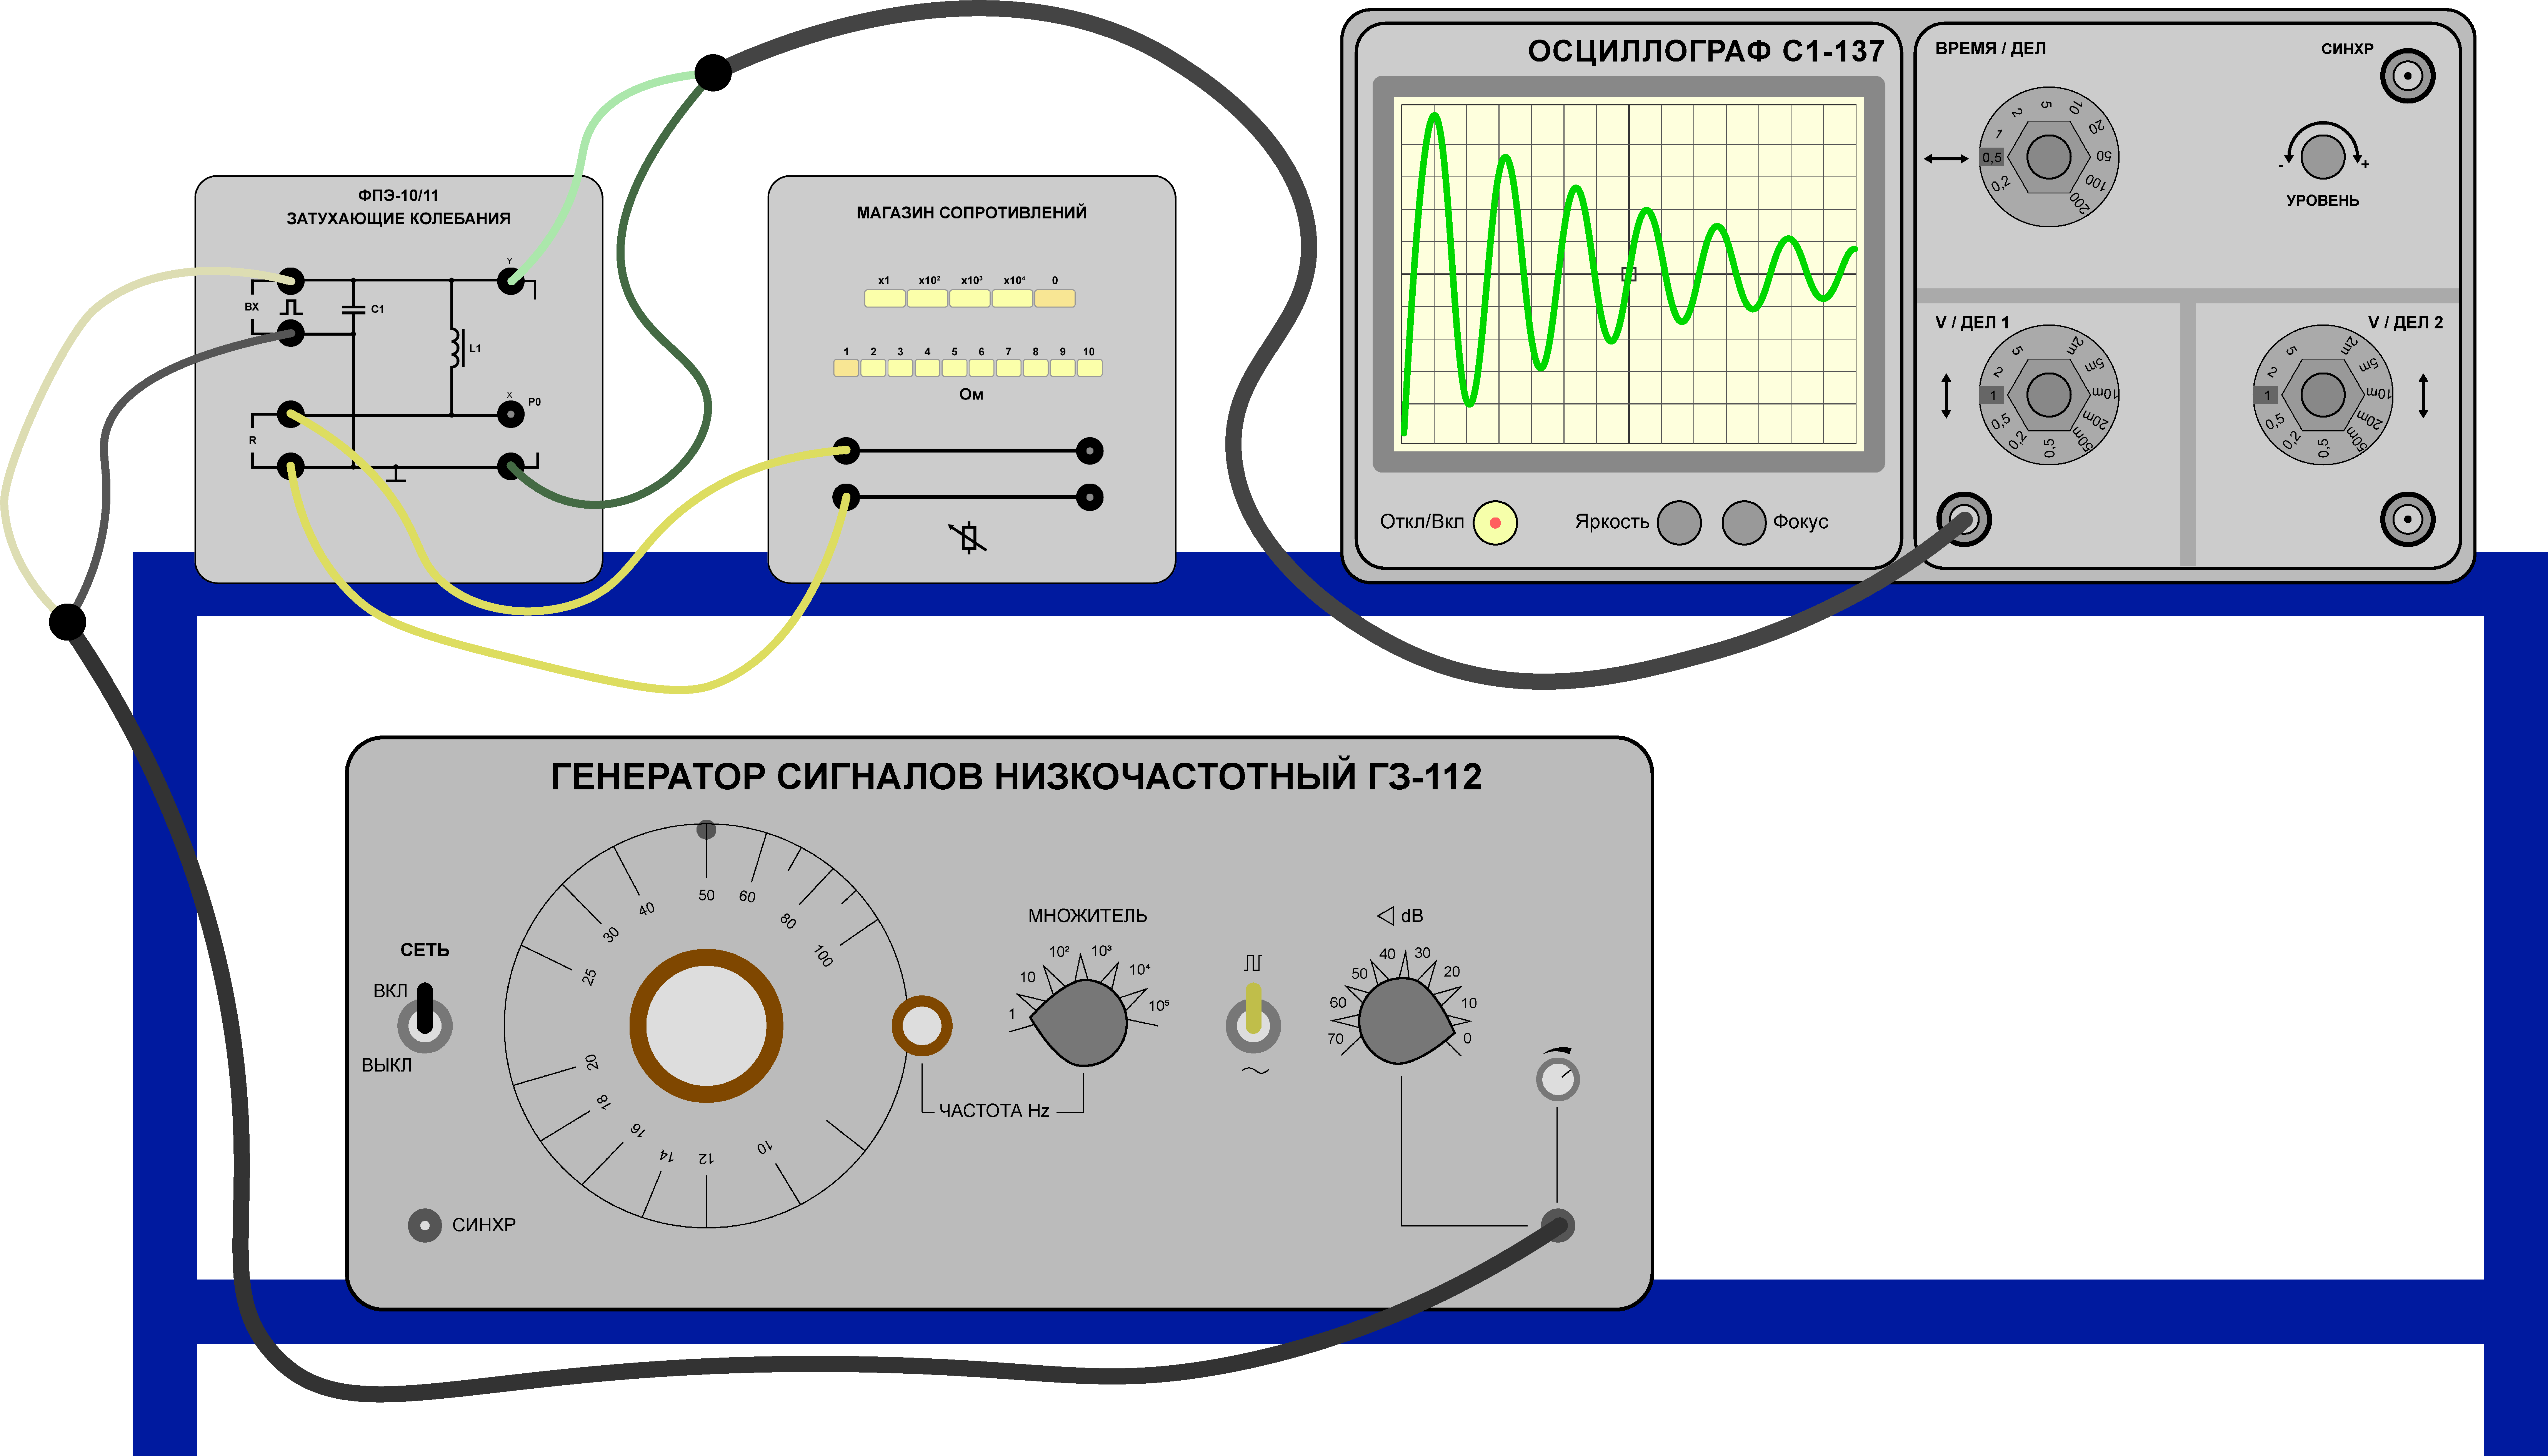 ОСЦИЛЛОГРАФ С1-137
ВРЕМЯ / ДЕЛ
СИНХР
0,2
0,5
1
2
5
10
20
50
100
200
-
+
УРОВЕНЬ
ФПЭ-10/11
ЗАТУХАЮЩИЕ КОЛЕБАНИЯ
Y
ВХ
C1
L1
X
P0
R
МАГАЗИН СОПРОТИВЛЕНИЙ
x1 x10² x10³ x10⁴ 0
1 2 3 4 5 6 7 8 9 10
Ом
V / ДЕЛ 1
5
2
1
0,5
0,2
0,5
50m
20m
10m
5m
2m
V / ДЕЛ 2
5
2
1
0,5
0,2
0,5
50m
20m
10m
5m
2m
Откл/Вкл
Яркость
Фокус
ГЕНЕРАТОР СИГНАЛОВ НИЗКОЧАСТОТНЫЙ ГЗ-112
СЕТЬ
ВКЛ
ВЫКЛ
СИНХР
10
12
14
16
18
20
25
30
40
50
60
80
100
МНОЖИТЕЛЬ
1
10
10²
10³
10⁴
10⁵
ЧАСТОТА Hz
dB
70
60
50
40
30
20
10
0